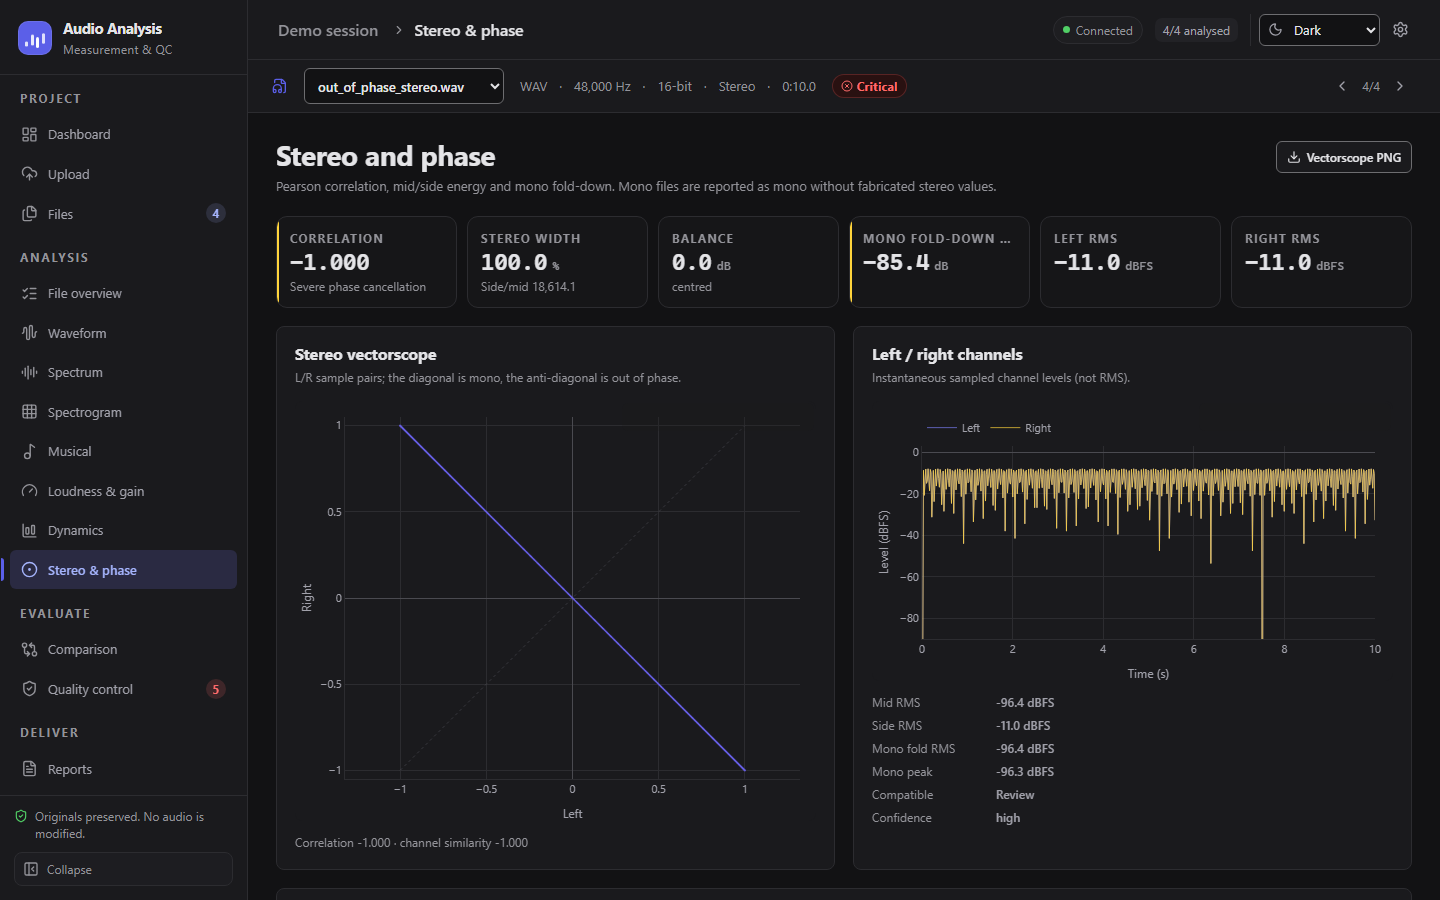 Audio Analysis
Measurement & QC
PROJECT
Dashboard
Upload
Files
4
ANALYSIS
File overview
Waveform
Spectrum
Spectrogram
Musical
Loudness & gain
Dynamics
Stereo & phase
EVALUATE
Comparison
Quality control
5
DELIVER
Reports
Originals preserved. No audio is
modified.
Collapse
Demo session
Stereo & phase
Connected
4/4 analysed
Dark
out_of_phase_stereo.wav
WAV · 48,000 Hz · 16-bit · Stereo · 0:10.0
Critical
4/4
Stereo and phase
Pearson correlation, mid/side energy and mono fold-down. Mono files are reported as mono without fabricated stereo values.
Vectorscope PNG
CORRELATION
−1.000
Severe phase cancellation
STEREO WIDTH
100.0 %
Side/mid 18,614.1
BALANCE
0.0 dB
centred
MONO FOLD-DOWN ...
−85.4 dB
LEFT RMS
−11.0 dBFS
RIGHT RMS
−11.0 dBFS
Stereo vectorscope
L/R sample pairs; the diagonal is mono, the anti-diagonal is out of phase.
1
0.5
0
−0.5
−1
Right
−1
−0.5
0
0.5
1
Left
Correlation -1.000 · channel similarity -1.000
Left / right channels
Instantaneous sampled channel levels (not RMS).
Left
Right
0
−20
−40
−60
−80
Level (dBFS)
0
2
4
6
8
10
Time (s)
Mid RMS -96.4 dBFS
Side RMS -11.0 dBFS
Mono fold RMS -96.4 dBFS
Mono peak -96.3 dBFS
Compatible Review
Confidence high